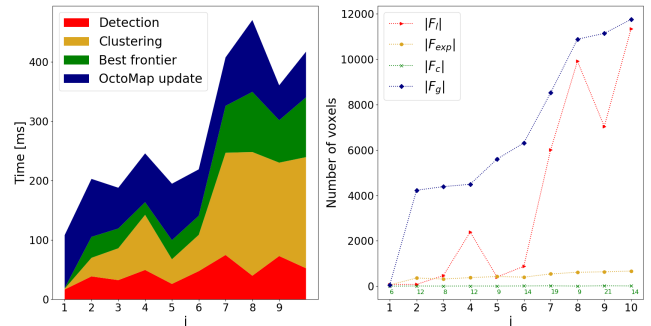 Detection
Clustering
Best frontier
OctoMap update
Time [ms]
400
300
200
100
0
1 2 3 4 5 6 7 8 9
i
|F_l|
|F_exp|
|F_c|
|F_g|
Number of voxels
12000
10000
8000
6000
4000
2000
0
6 12 8 12 9 14 19 9 21 14
1 2 3 4 5 6 7 8 9 10
i